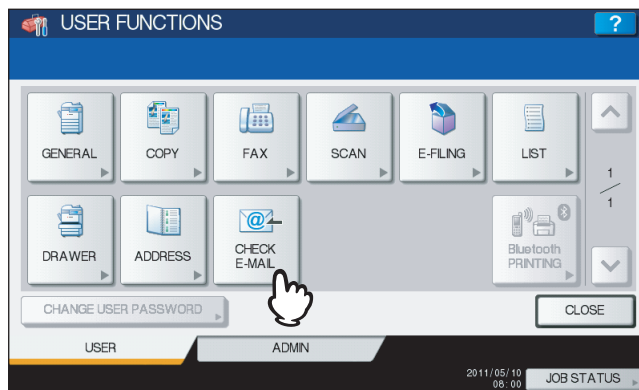 USER FUNCTIONS
?
GENERAL
COPY
FAX
SCAN
E-FILING
LIST
1
1
DRAWER
ADDRESS
@
CHECK
E-MAIL
Bluetooth
PRINTING
CHANGE USER PASSWORD
CLOSE
USER
ADMIN
2011/05/10
08:00
JOB STATUS